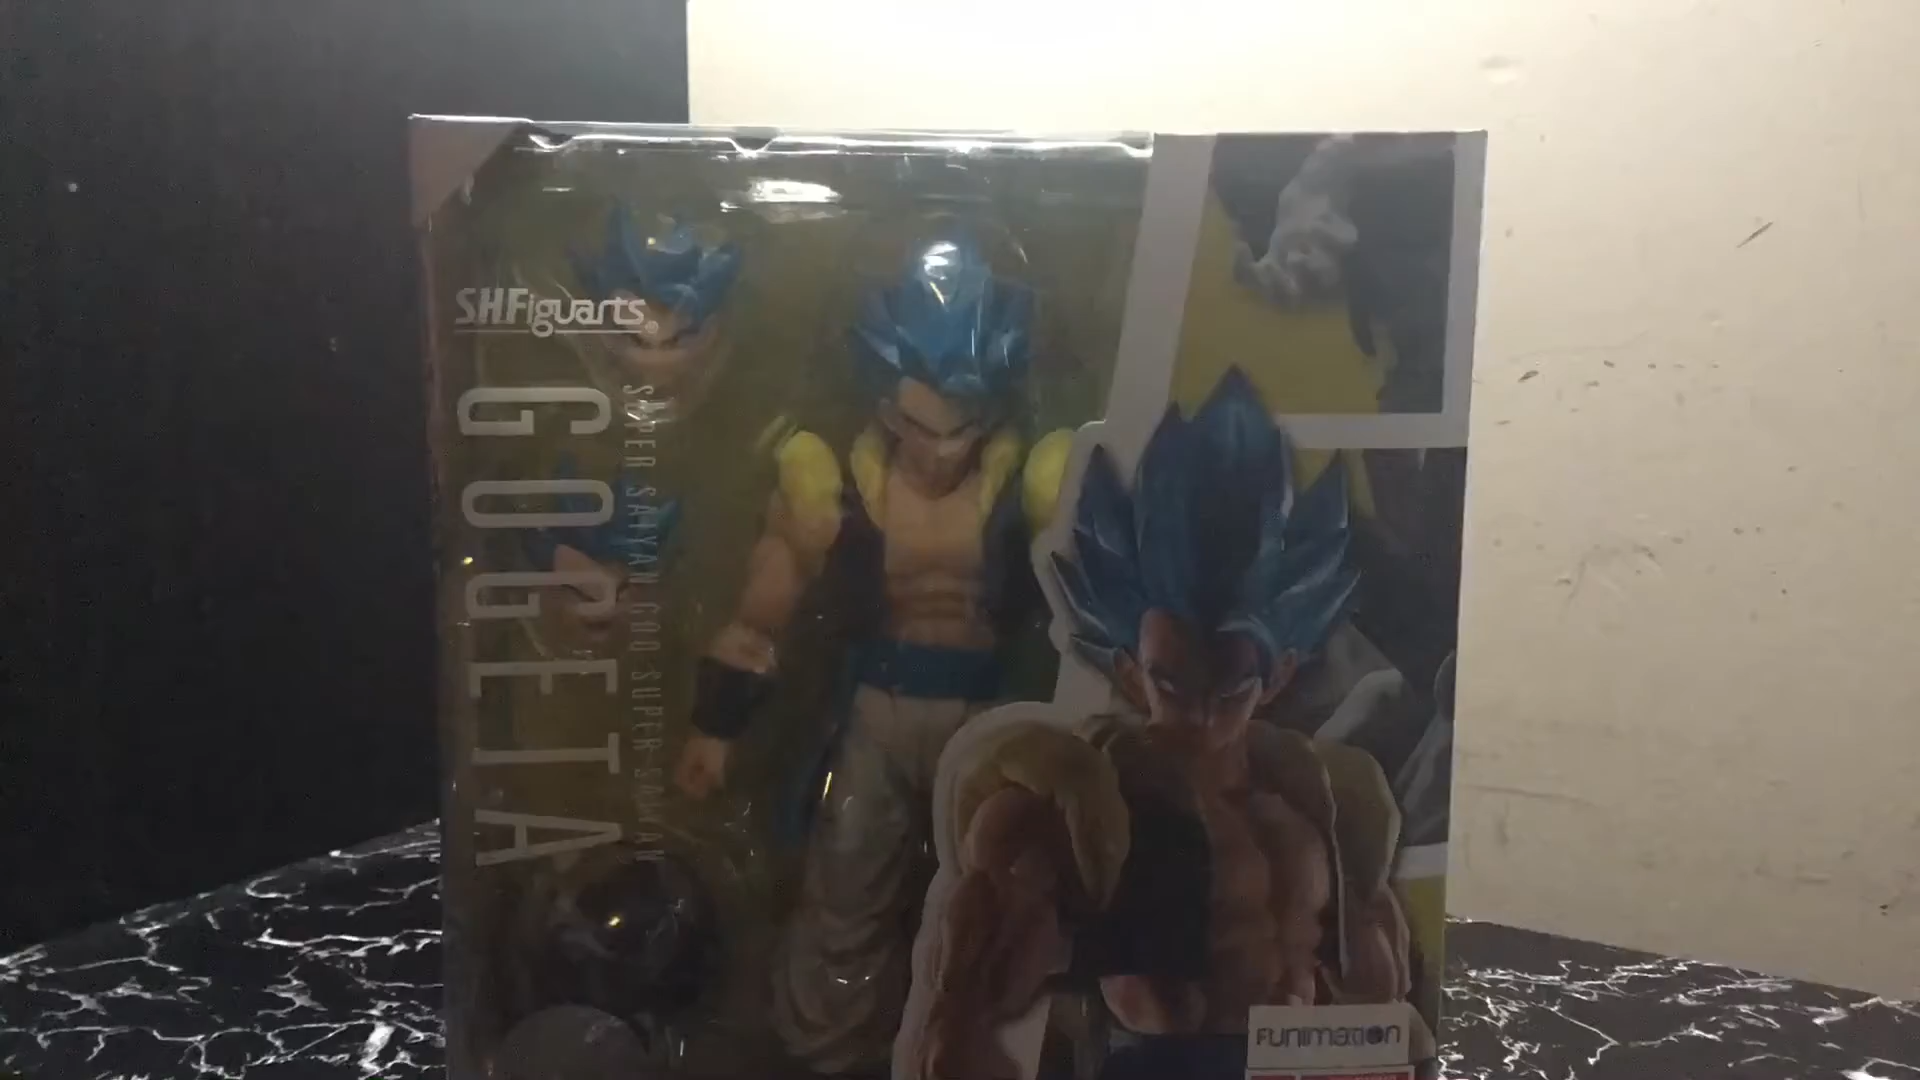 S.H.Figuarts
GOGETA
SUPER SAIYAN GOD SUPER SAIYAN
FUNIMATION